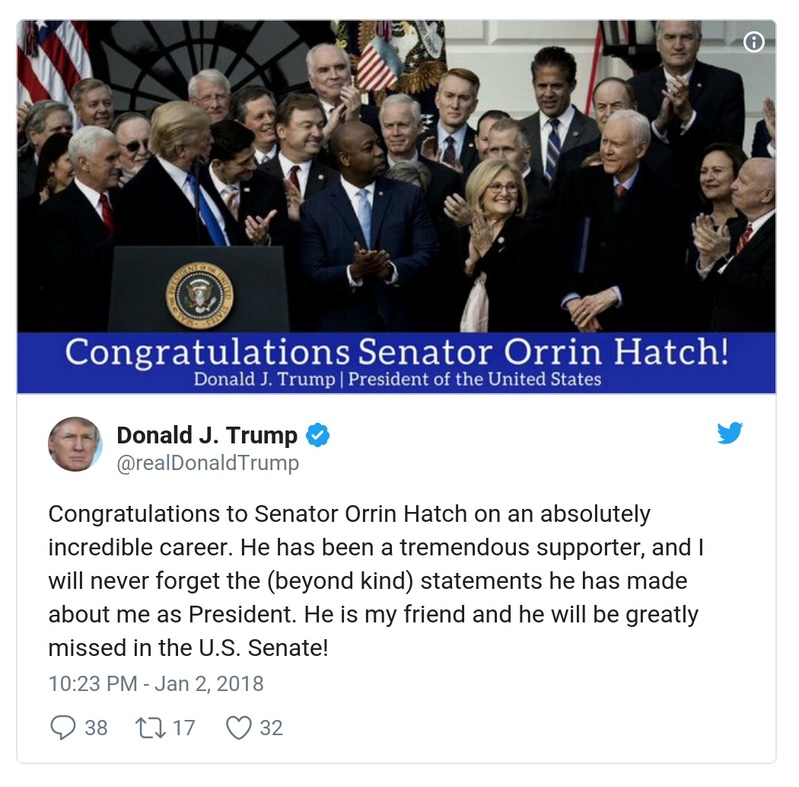 Congratulations Senator Orrin Hatch!
Donald J. Trump | President of the United States
Donald J. Trump
@realDonaldTrump
Congratulations to Senator Orrin Hatch on an absolutely
incredible career. He has been a tremendous supporter, and I
will never forget the (beyond kind) statements he has made
about me as President. He is my friend and he will be greatly
missed in the U.S. Senate!
10:23 PM - Jan 2, 2018
38 17 32